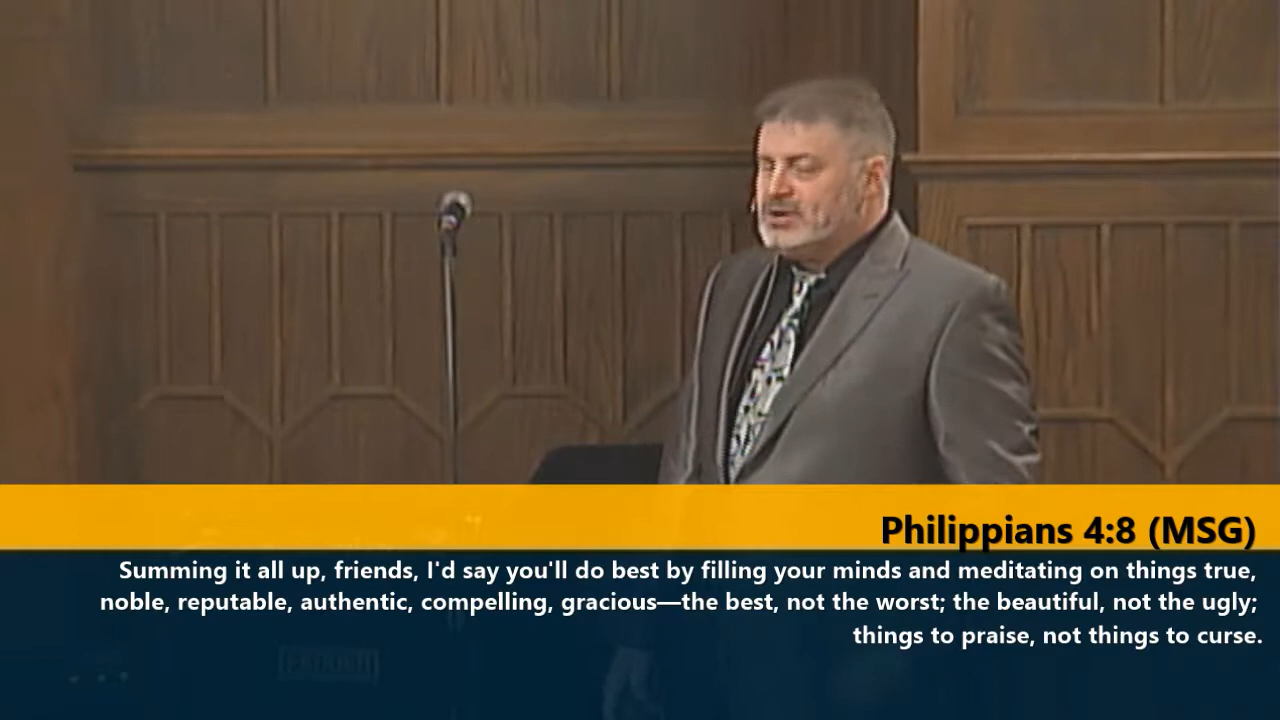 Philippians 4:8 (MSG)
Summing it all up, friends, I'd say you'll do best by filling your minds and meditating on things true,
noble, reputable, authentic, compelling, gracious—the best, not the worst; the beautiful, not the ugly;
things to praise, not things to curse.